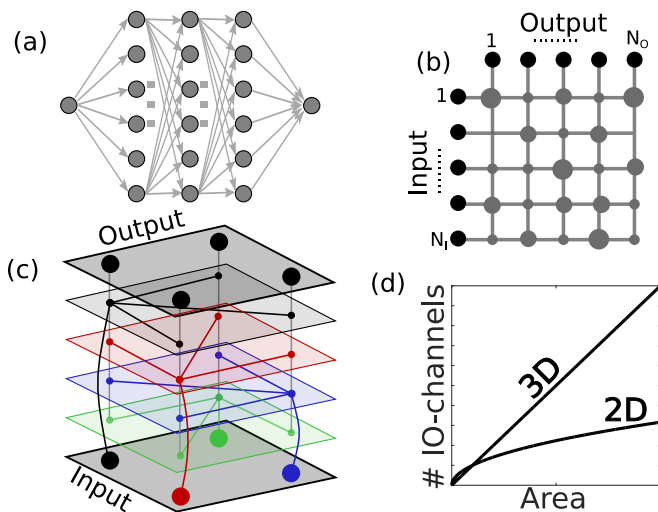 (a)
(b)
Output
1
N_O
1
Input
N_I
(c)
Output
Input
(d)
# IO-channels
3D
2D
Area